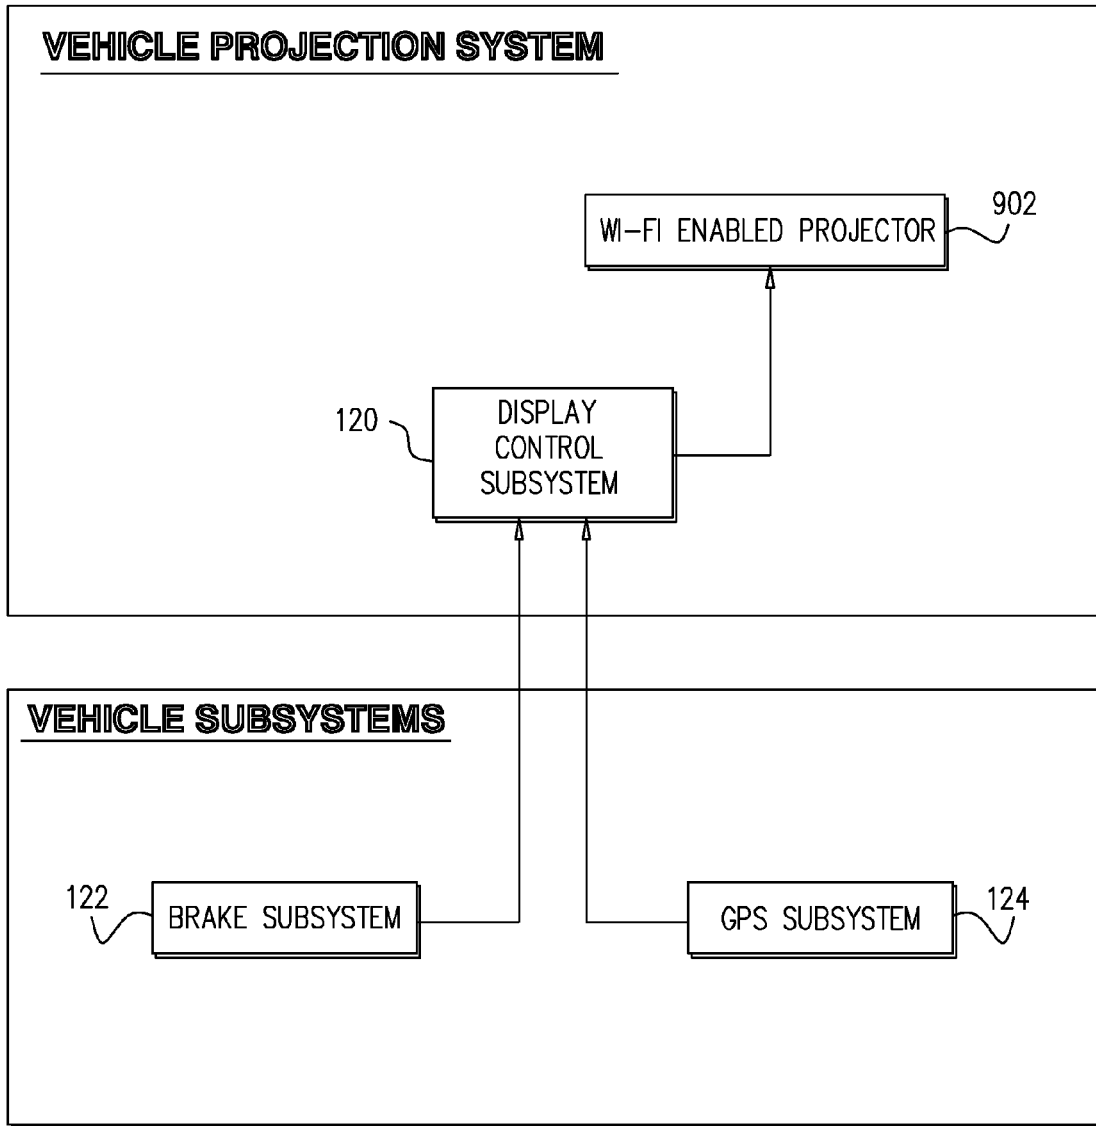 VEHICLE PROJECTION SYSTEM
902
WI-FI ENABLED PROJECTOR
120
DISPLAY
CONTROL
SUBSYSTEM
VEHICLE SUBSYSTEMS
122
BRAKE SUBSYSTEM
GPS SUBSYSTEM
124